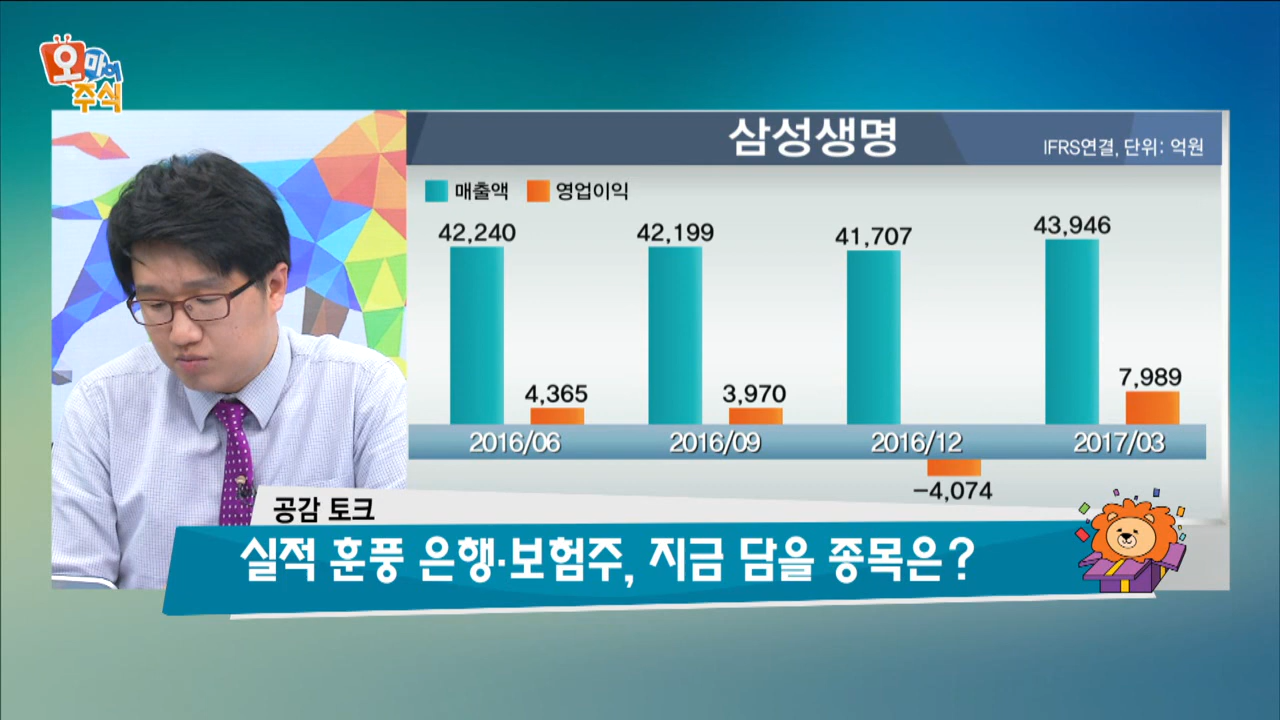 오, 마이
주식
삼성생명
IFRS연결, 단위: 억원
매출액 영업이익
42,240 42,199 41,707 43,946
4,365 3,970 7,989
2016/06 2016/09 2016/12 2017/03
-4,074
공감 토크
실적 훈풍 은행·보험주, 지금 담을 종목은?